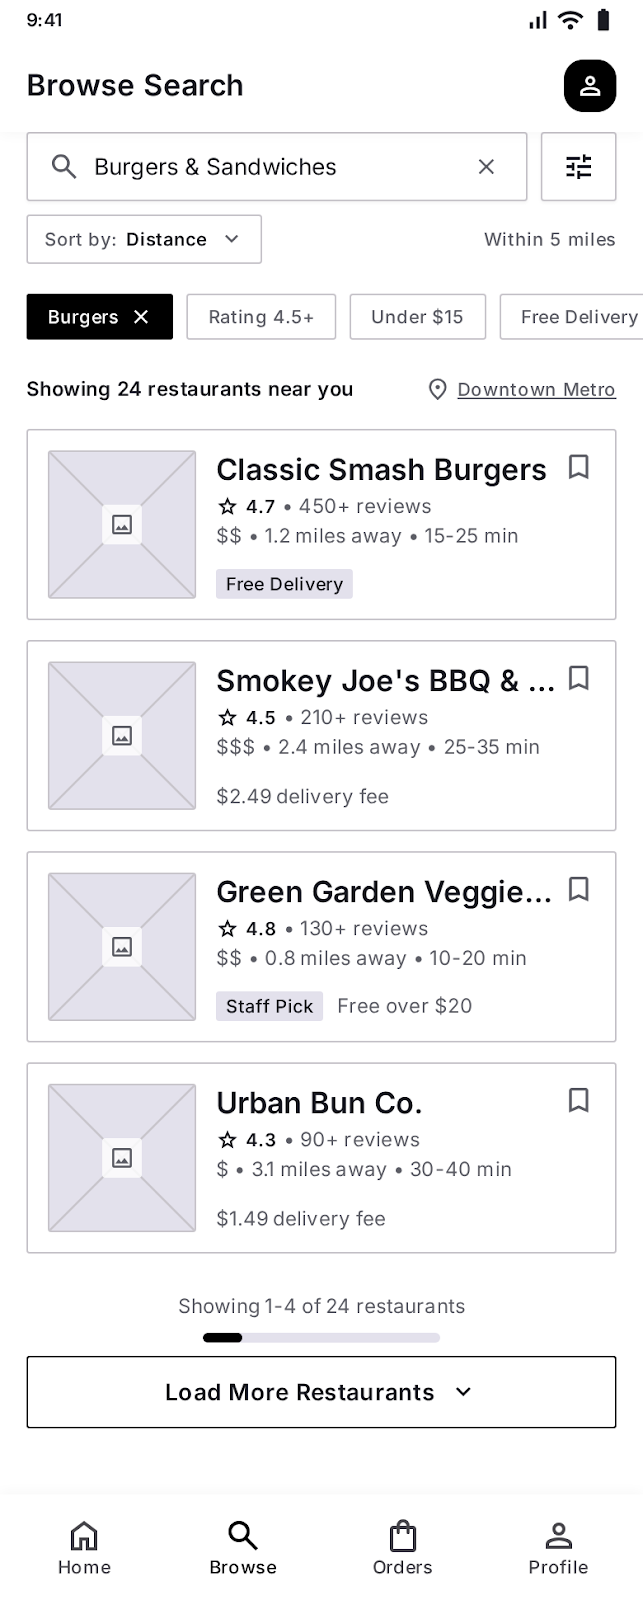 9:41
Browse Search
Burgers & Sandwiches
Sort by: Distance
Within 5 miles
Burgers
Rating 4.5+
Under $15
Free Delivery
Showing 24 restaurants near you
Downtown Metro
Classic Smash Burgers
4.7 • 450+ reviews
$$ • 1.2 miles away • 15-25 min
Free Delivery
Smokey Joe's BBQ & ...
4.5 • 210+ reviews
$$$ • 2.4 miles away • 25-35 min
$2.49 delivery fee
Green Garden Veggie...
4.8 • 130+ reviews
$$ • 0.8 miles away • 10-20 min
Staff Pick Free over $20
Urban Bun Co.
4.3 • 90+ reviews
$ • 3.1 miles away • 30-40 min
$1.49 delivery fee
Showing 1-4 of 24 restaurants
Load More Restaurants
Home
Browse
Orders
Profile